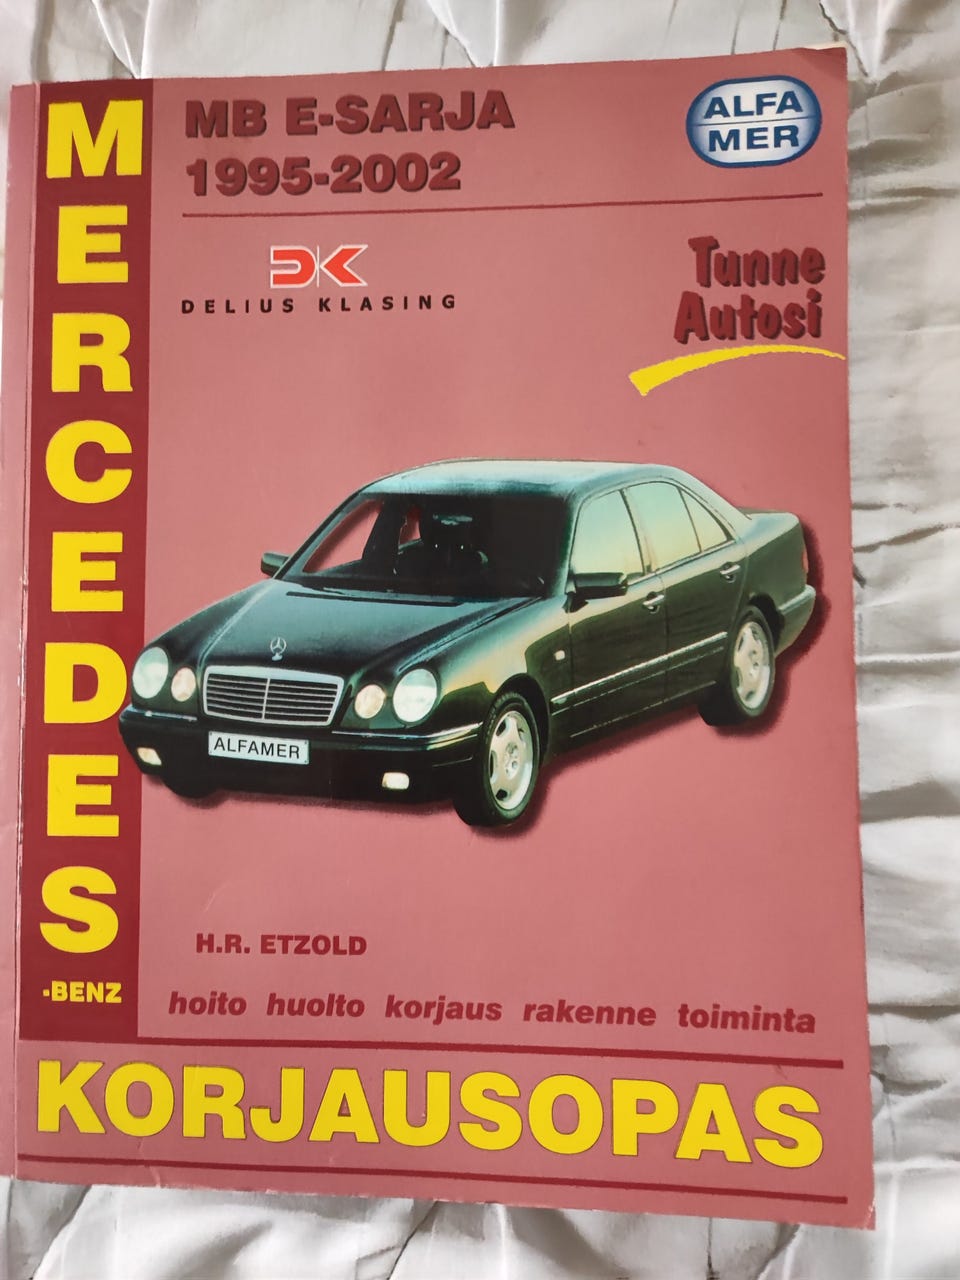 MERCEDES
-BENZ
MB E-SARJA
1995-2002
ALFA
MER
DK
DELIUS KLASING
Tunne
Autosi
ALFAMER
H.R. ETZOLD
hoito huolto korjaus rakenne toiminta
KORJAUSOPAS